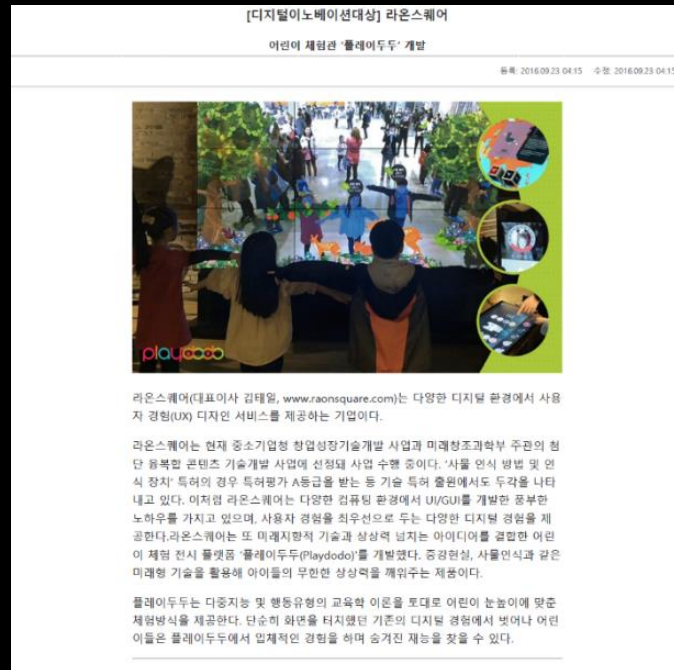 [디지털이노베이션대상] 라온스퀘어
어린이 체험관 '플레이두두' 개발
등록: 2016.09.23 04:15 수정: 2016.09.23 04:15
playdodo
라온스퀘어(대표이사 김태일, www.raonsquare.com)는 다양한 디지털 환경에서 사용
자 경험(UX) 디자인 서비스를 제공하는 기업이다.
라온스퀘어는 현재 중소기업청 창업성장기술개발 사업과 미래창조과학부 주관의 첨
단 융복합 콘텐츠 기술개발 사업에 선정돼 사업 수행 중이다. '사물 인식 방법 및 인
식 장치' 특허의 경우 특허평가 A등급을 받는 등 기술 특허 출원에서도 두각을 나타
내고 있다. 이처럼 라온스퀘어는 다양한 컴퓨팅 환경에서 UI/GUI를 개발한 풍부한
노하우를 가지고 있으며, 사용자 경험을 최우선으로 두는 다양한 디지털 경험을 제
공한다.라온스퀘어는 또 미래지향적 기술과 상상력 넘치는 아이디어를 결합한 어린
이 체험 전시 플랫폼 '플레이두두(Playdodo)'를 개발했다. 증강현실, 사물인식과 같은
미래형 기술을 활용해 아이들의 무한한 상상력을 깨워주는 제품이다.
플레이두두는 다중지능 및 행동유형의 교육학 이론을 토대로 어린이 눈높이에 맞춘
체험방식을 제공한다. 단순히 화면을 터치했던 기존의 디지털 경험에서 벗어나 어린
이들은 플레이두두에서 입체적인 경험을 하며 숨겨진 재능을 찾을 수 있다.